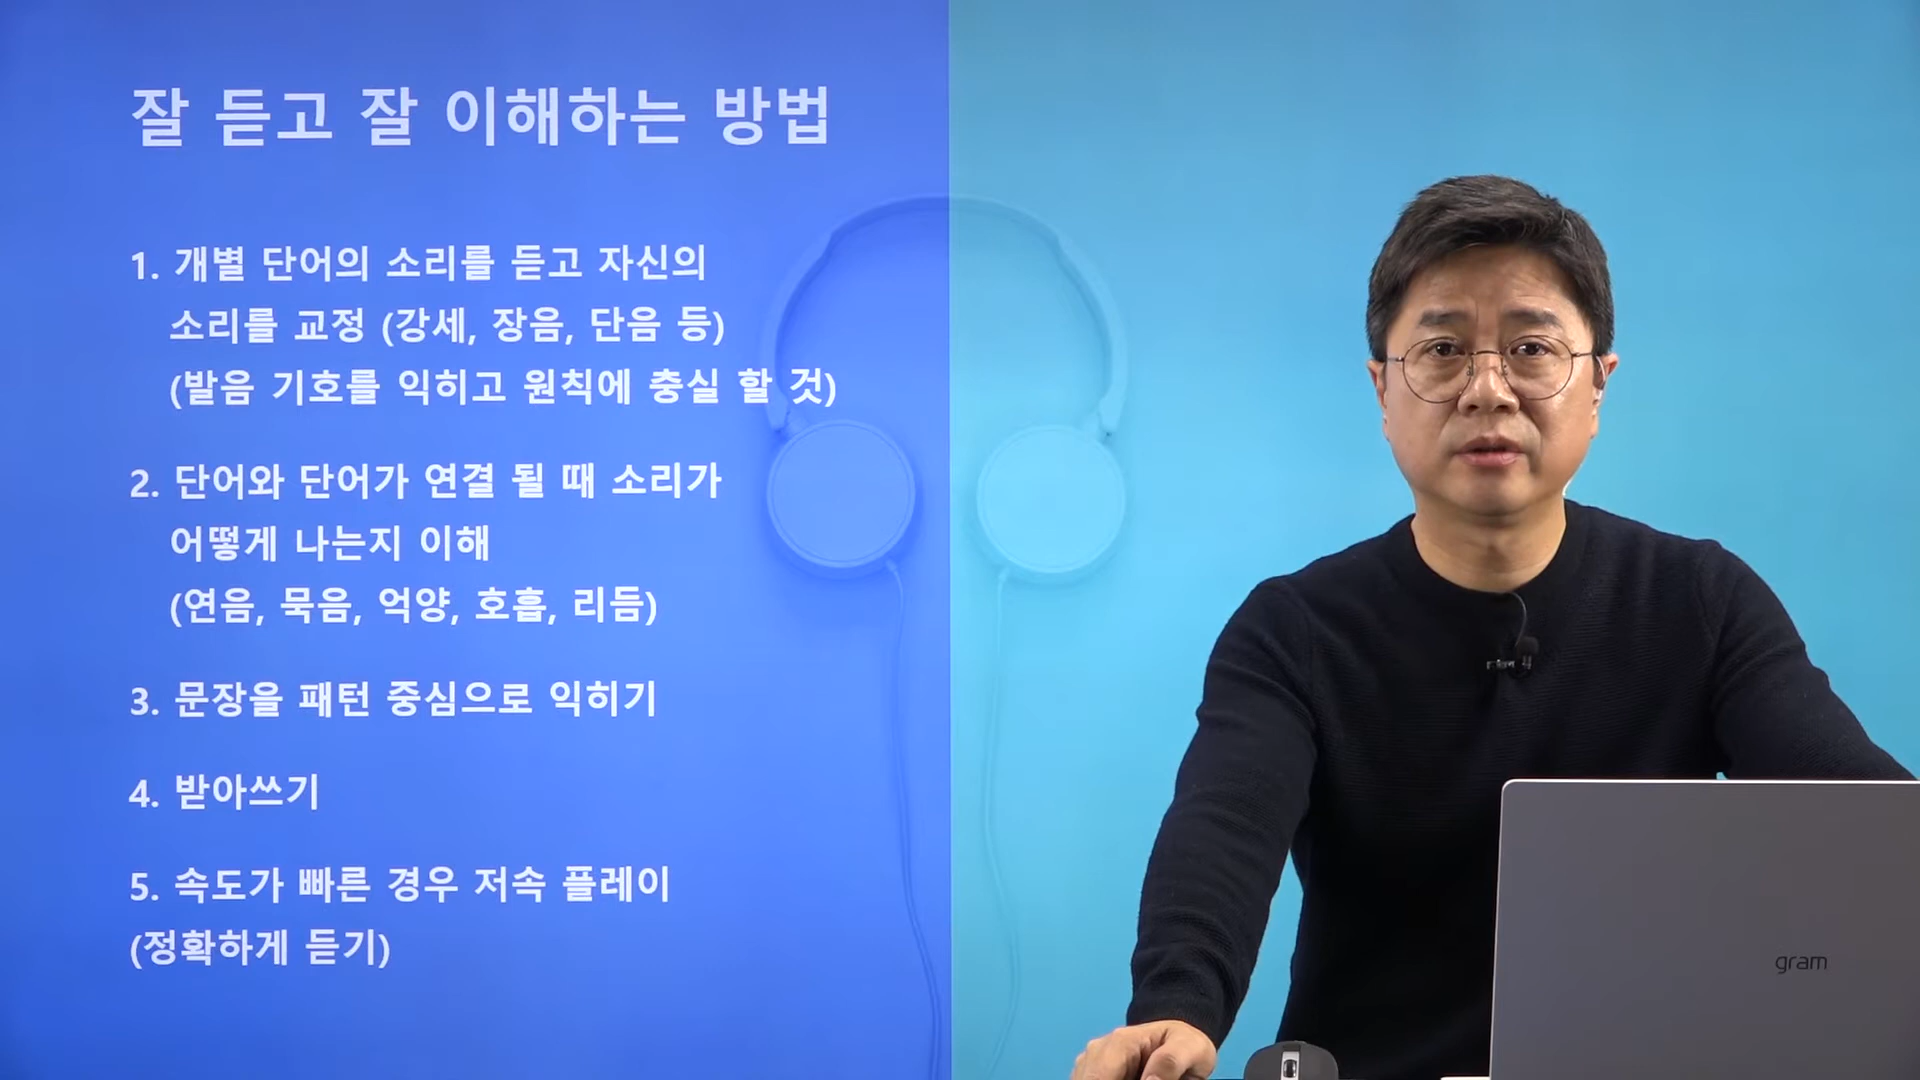 잘 듣고 잘 이해하는 방법
1. 개별 단어의 소리를 듣고 자신의
소리를 교정 (강세, 장음, 단음 등)
(발음 기호를 익히고 원칙에 충실 할 것)
2. 단어와 단어가 연결 될 때 소리가
어떻게 나는지 이해
(연음, 묵음, 억양, 호흡, 리듬)
3. 문장을 패턴 중심으로 익히기
4. 받아쓰기
5. 속도가 빠른 경우 저속 플레이
(정확하게 듣기)
gram